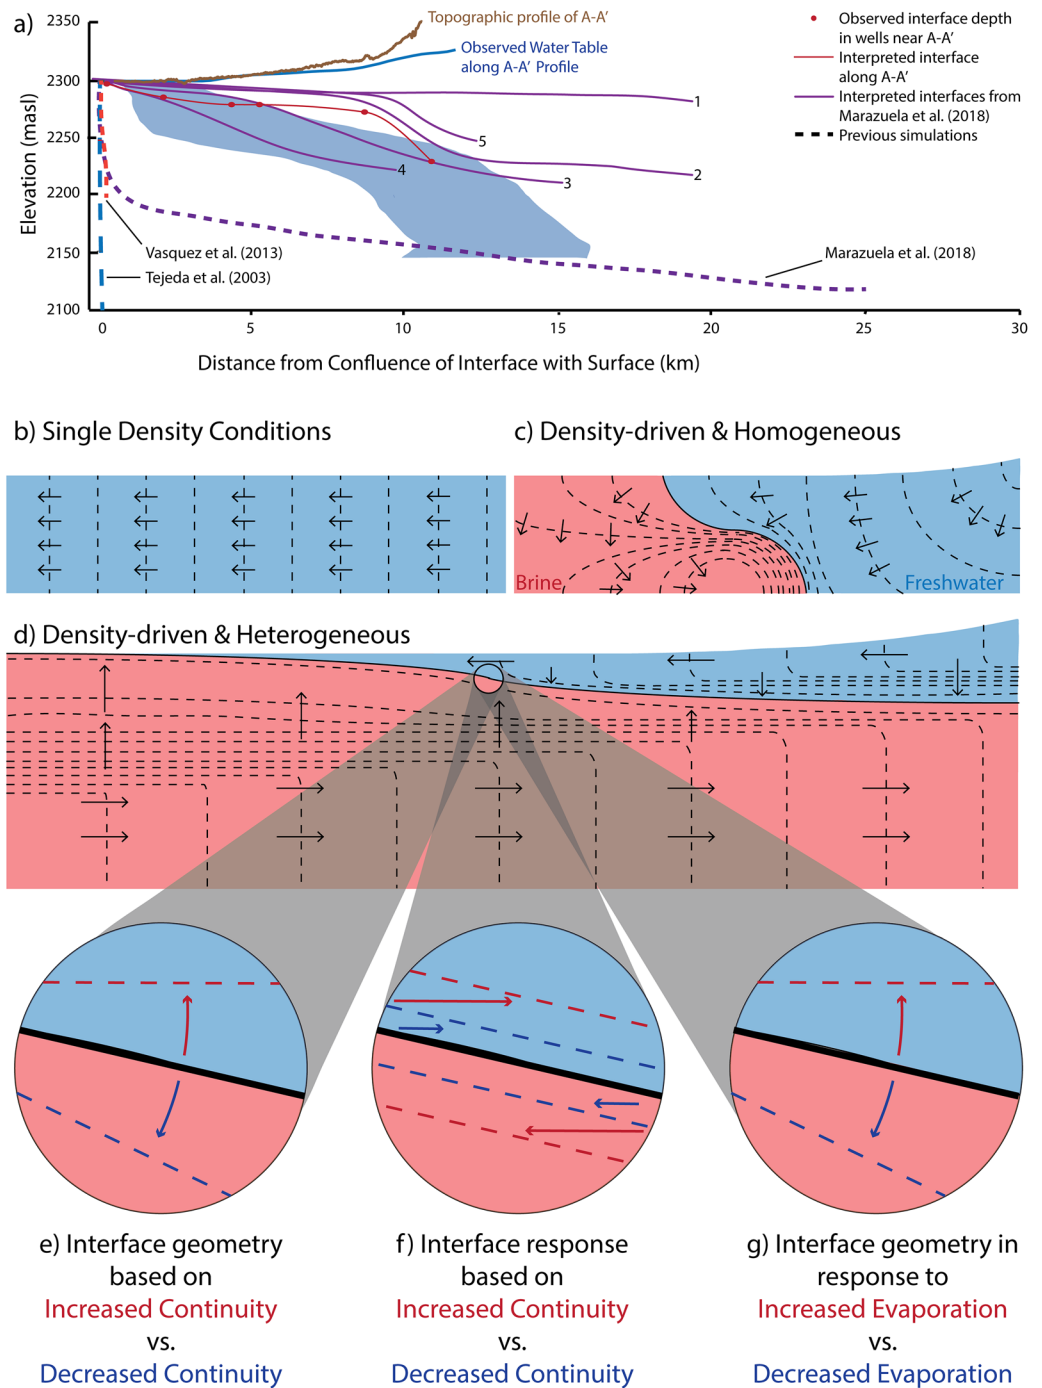 a)
2350
2300
2250
2200
2150
2100
Elevation (masl)
0
5
10
15
20
25
30
Distance from Confluence of Interface with Surface (km)
Topographic profile of A-A’
Observed Water Table
along A-A’ Profile
Observed interface depth
in wells near A-A’
Interpreted interface
along A-A’
Interpreted interfaces from
Marazuela et al. (2018)
Previous simulations
1
5
2
3
4
Vasquez et al. (2013)
Tejeda et al. (2003)
Marazuela et al. (2018)
b) Single Density Conditions
c) Density-driven & Homogeneous
Brine
Freshwater
d) Density-driven & Heterogeneous
e) Interface geometry
based on
Increased Continuity
vs.
Decreased Continuity
f) Interface response
based on
Increased Continuity
vs.
Decreased Continuity
g) Interface geometry in
response to
Increased Evaporation
vs.
Decreased Evaporation